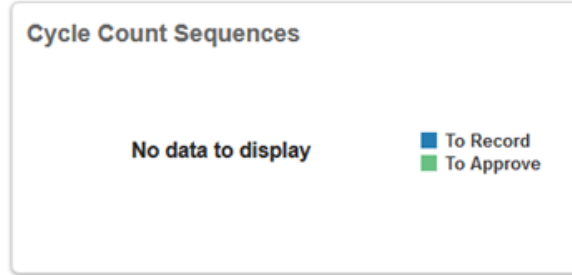 Cycle Count Sequences
No data to display
To Record
To Approve